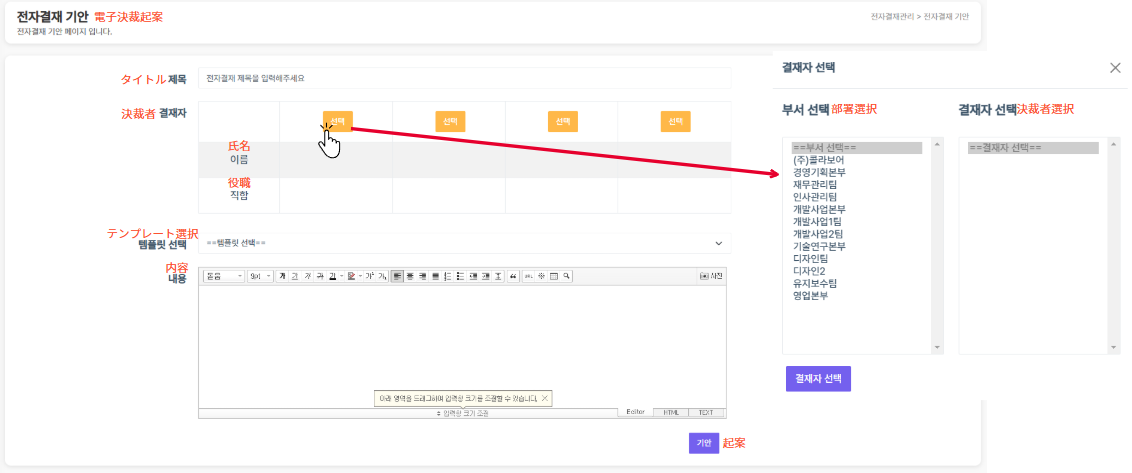 전자결재 기안 電子決裁起案
전자결재 기안 페이지 입니다.
전자결재관리 > 전자결재 기안
タイトル 제목
전자결재 제목을 입력해주세요
決裁者 결재자
선택 선택 선택 선택
氏名
이름
役職
직함
テンプレート選択
템플릿 선택
==템플릿 선택==
内容
내용
돋움 9pt 가 가 가 가 가 가¹ 가₁ URL 사진
아래 영역을 드래그하여 입력창 크기를 조절할 수 있습니다.
입력창 크기 조절
Editor HTML TEXT
기안 起案
결재자 선택
부서 선택 部署選択
==부서 선택==
(주)콜라보어
경영기획본부
재무관리팀
인사관리팀
개발사업본부
개발사업1팀
개발사업2팀
기술연구본부
디자인팀
디자인2
유지보수팀
영업본부
결재자 선택 決裁者選択
==결재자 선택==
결재자 선택